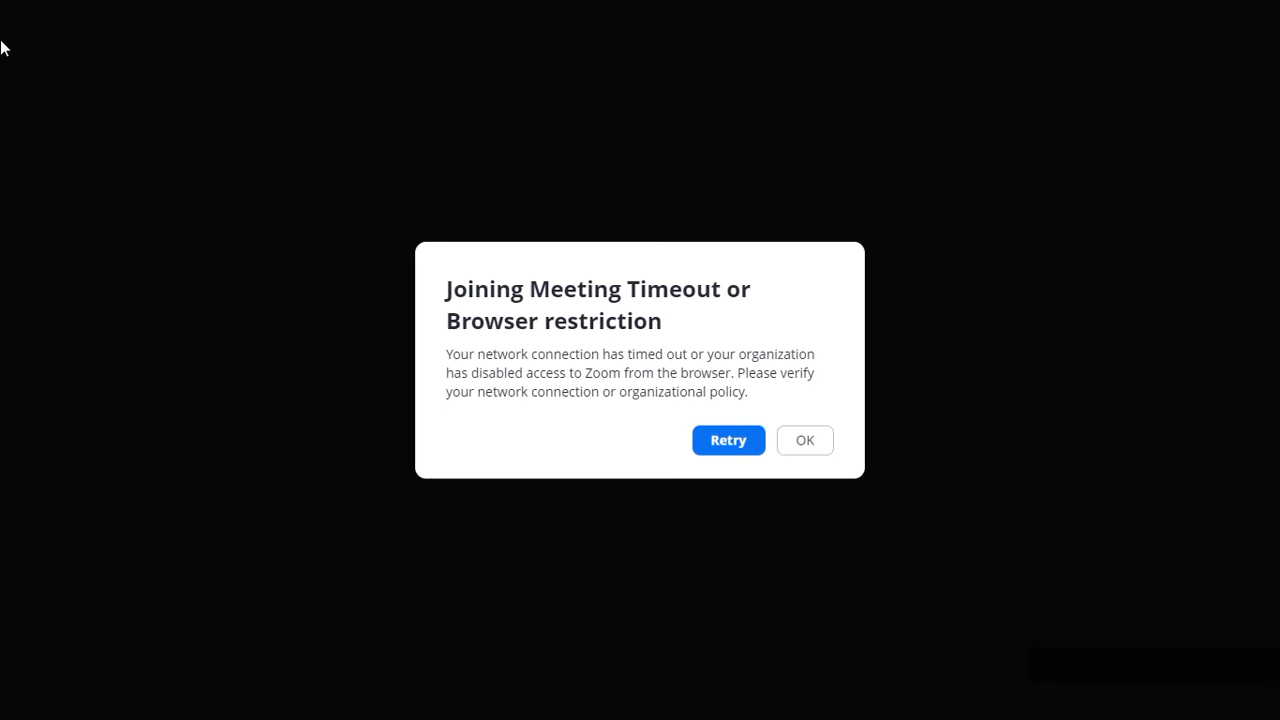 Joining Meeting Timeout or
Browser restriction
Your network connection has timed out or your organization
has disabled access to Zoom from the browser. Please verify
your network connection or organizational policy.
Retry
OK